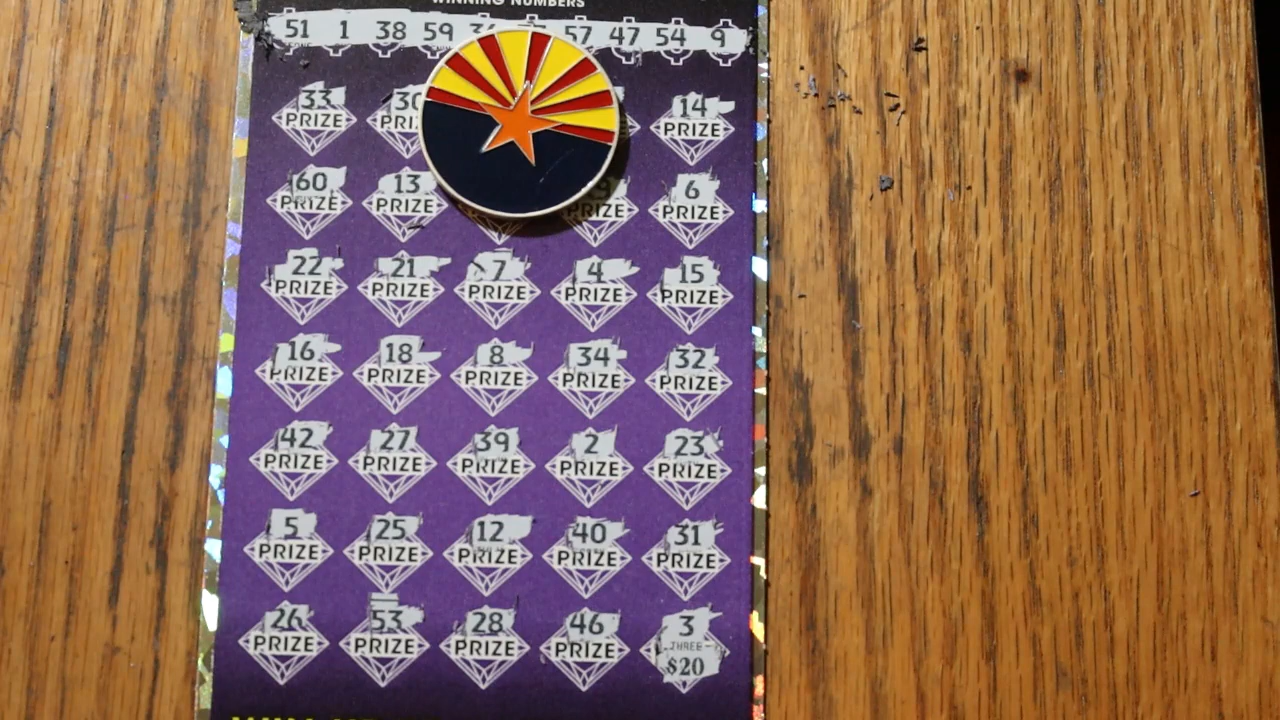 WINNING NUMBERS
51 1 38 59 57 47 54 9
33 30 14
PRIZE PRIZE PRIZE
60 13 6
PRIZE PRIZE PRIZE PRIZE
22 21 7 4 15
PRIZE PRIZE PRIZE PRIZE PRIZE
16 18 8 34 32
PRIZE PRIZE PRIZE PRIZE PRIZE
42 27 39 2 23
PRIZE PRIZE PRIZE PRIZE PRIZE
5 25 12 40 31
PRIZE PRIZE PRIZE PRIZE PRIZE
26 53 28 46 3
PRIZE PRIZE PRIZE PRIZE THREE
$20